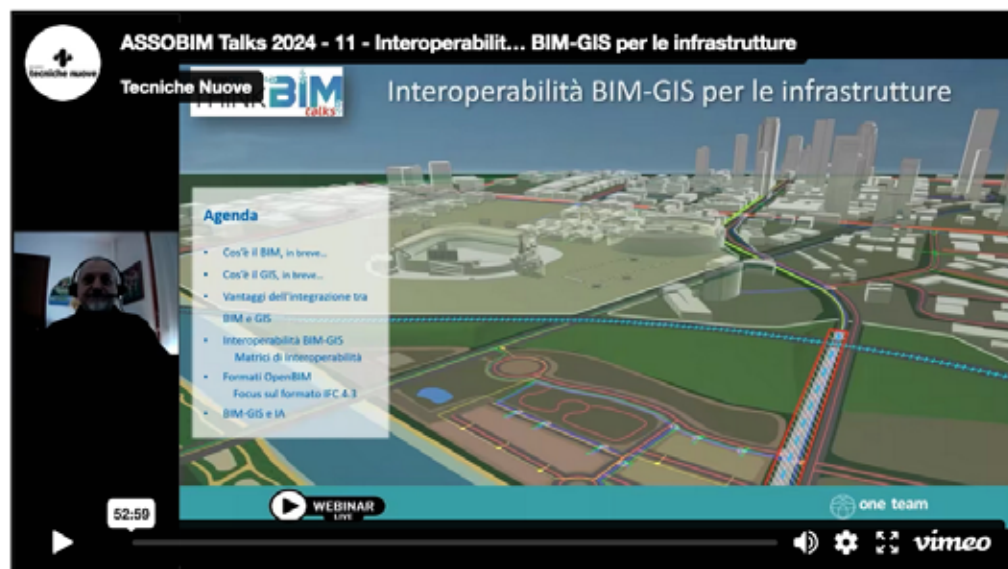 ASSOBIM Talks 2024 - 11 - Interoperabilit... BIM-GIS per le infrastrutture
tecniche nuove
Tecniche Nuove
THINK BIM
talks
Interoperabilità BIM-GIS per le infrastrutture
Agenda
• Cos'è il BIM, in breve...
• Cos'è il GIS, in breve...
• Vantaggi dell'integrazione tra
BIM e GIS
• Interoperabilità BIM-GIS
Matrici di interoperabilità
• Formati OpenBIM
Focus sul formato IFC 4.3
• BIM-GIS e IA
52:59
WEBINAR
LIVE
one team
vimeo